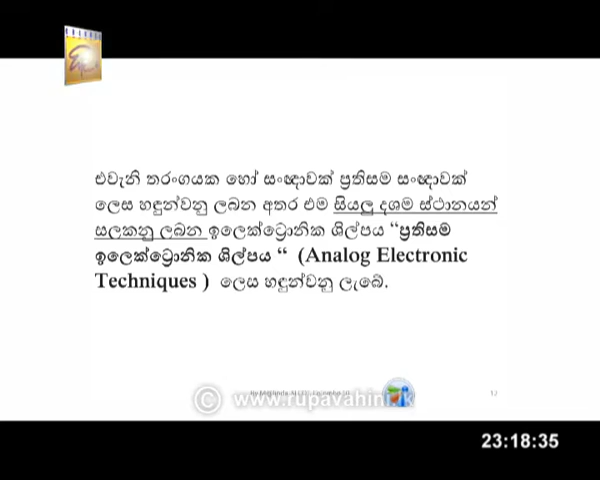 එවැනි තරංගයක හෝ සංඥාවක් ප්‍රතිසම සංඥාවක්
ලෙස හඳුන්වනු ලබන අතර එම සියලු දශම ස්ථානයන්
සලකනු ලබන ඉලෙක්ට්‍රොනික ශිල්පය “ප්‍රතිසම
ඉලෙක්ට්‍රොනික ශිල්පය “ (Analog Electronic
Techniques ) ලෙස හඳුන්වනු ලැබේ.
© www.rupavahini.lk
23:18:35